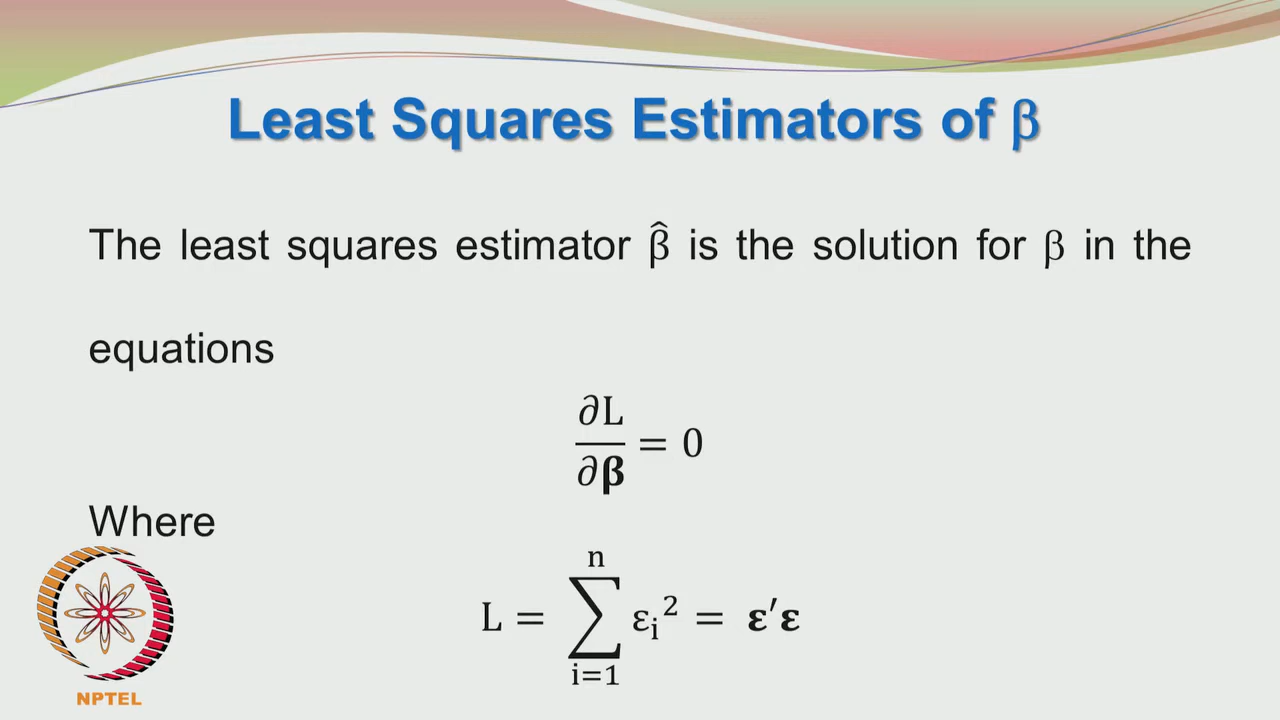 Least Squares Estimators of β
The least squares estimator β̂ is the solution for β in the
equations
∂L
∂β = 0
Where
n
L = ∑ εᵢ² = ε′ε
i=1
NPTEL